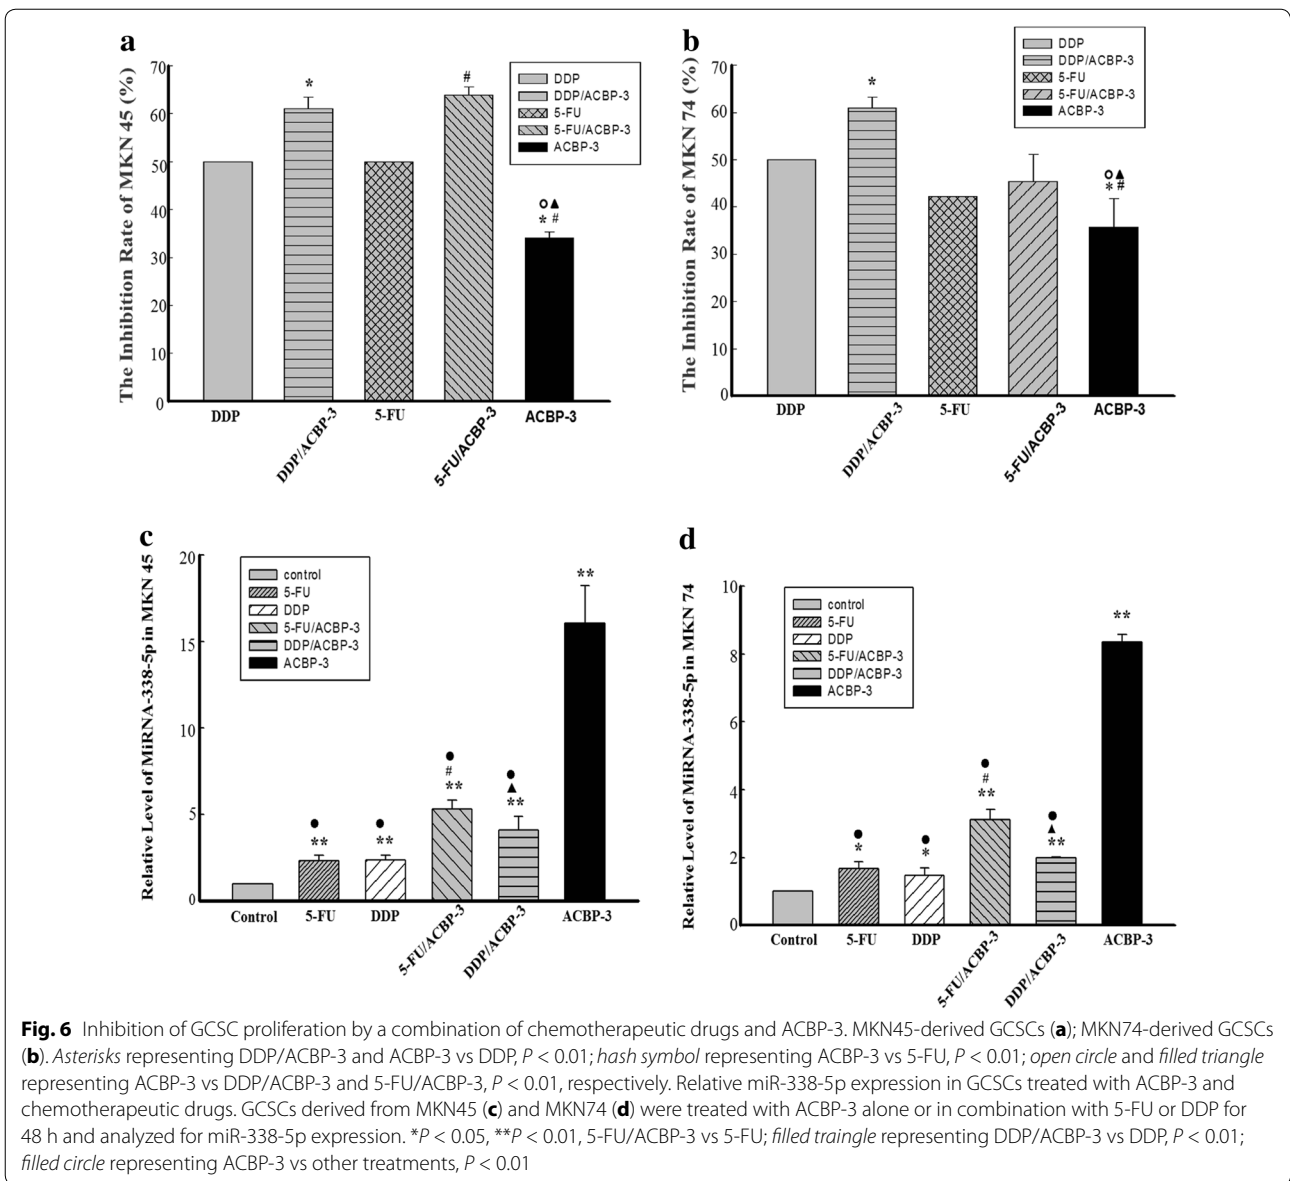 a
The Inhibition Rate of MKN 45 (%)
70
60
50
40
30
20
10
0
*
#
* #
DDP
DDP/ACBP-3
5-FU
5-FU/ACBP-3
ACBP-3
DDP
DDP/ACBP-3
5-FU
5-FU/ACBP-3
ACBP-3
b
The Inhibition Rate of MKN 74 (%)
70
60
50
40
30
20
10
0
*
* #
DDP
DDP/ACBP-3
5-FU
5-FU/ACBP-3
ACBP-3
DDP
DDP/ACBP-3
5-FU
5-FU/ACBP-3
ACBP-3
c
Relative Level of MiRNA-338-5p in MKN 45
20
15
10
5
0
control
5-FU
DDP
5-FU/ACBP-3
DDP/ACBP-3
ACBP-3
**
**
#
**
**
**
Control
5-FU
DDP
5-FU/ACBP-3
DDP/ACBP-3
ACBP-3
d
Relative Level of MiRNA-338-5p in MKN 74
10
8
6
4
2
0
control
5-FU
DDP
5-FU/ACBP-3
DDP/ACBP-3
ACBP-3
*
*
#
**
**
**
Control
5-FU
DDP
5-FU/ACBP-3
DDP/ACBP-3
ACBP-3
Fig. 6 Inhibition of GCSC proliferation by a combination of chemotherapeutic drugs and ACBP-3. MKN45-derived GCSCs (a); MKN74-derived GCSCs
(b). Asterisks representing DDP/ACBP-3 and ACBP-3 vs DDP, P < 0.01; hash symbol representing ACBP-3 vs 5-FU, P < 0.01; open circle and filled triangle
representing ACBP-3 vs DDP/ACBP-3 and 5-FU/ACBP-3, P < 0.01, respectively. Relative miR-338-5p expression in GCSCs treated with ACBP-3 and
chemotherapeutic drugs. GCSCs derived from MKN45 (c) and MKN74 (d) were treated with ACBP-3 alone or in combination with 5-FU or DDP for
48 h and analyzed for miR-338-5p expression. *P < 0.05, **P < 0.01, 5-FU/ACBP-3 vs 5-FU; filled traingle representing DDP/ACBP-3 vs DDP, P < 0.01;
filled circle representing ACBP-3 vs other treatments, P < 0.01